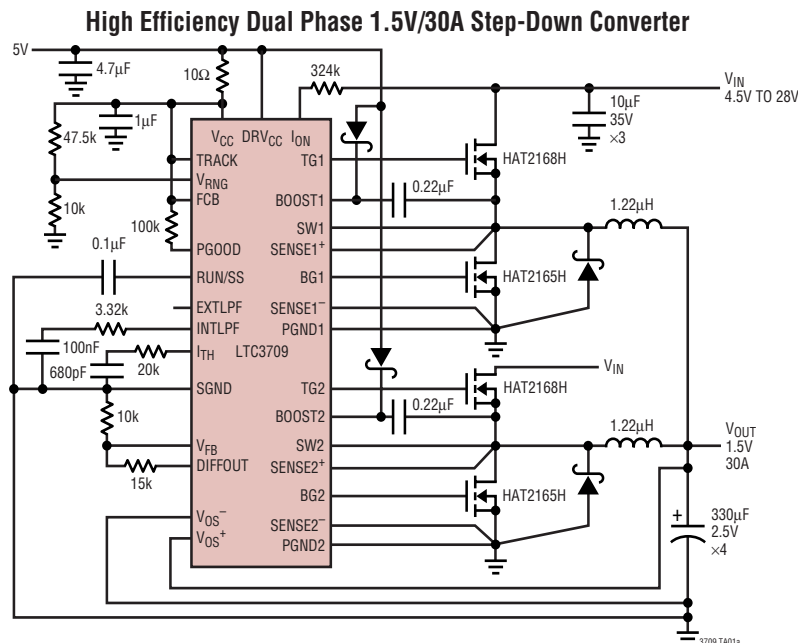 High Efficiency Dual Phase 1.5V/30A Step-Down Converter
5V
4.7µF
10Ω
324k
VIN
4.5V TO 28V
10µF
35V
×3
1µF
47.5k
VCC DRVCC ION
TRACK
TG1
HAT2168H
VRNG
FCB
BOOST1
0.22µF
10k
100k
1.22µH
SW1
PGOOD
SENSE1+
0.1µF
RUN/SS
BG1
HAT2165H
EXTLPF
SENSE1–
3.32k
INTLPF
PGND1
100nF
ITH
LTC3709
20k
680pF
VIN
SGND
TG2
HAT2168H
10k
BOOST2
0.22µF
1.22µH
VFB
SW2
VOUT
1.5V
30A
DIFFOUT
SENSE2+
15k
BG2
HAT2165H
VOS–
SENSE2–
VOS+
PGND2
+
330µF
2.5V
×4
3709 TA01a